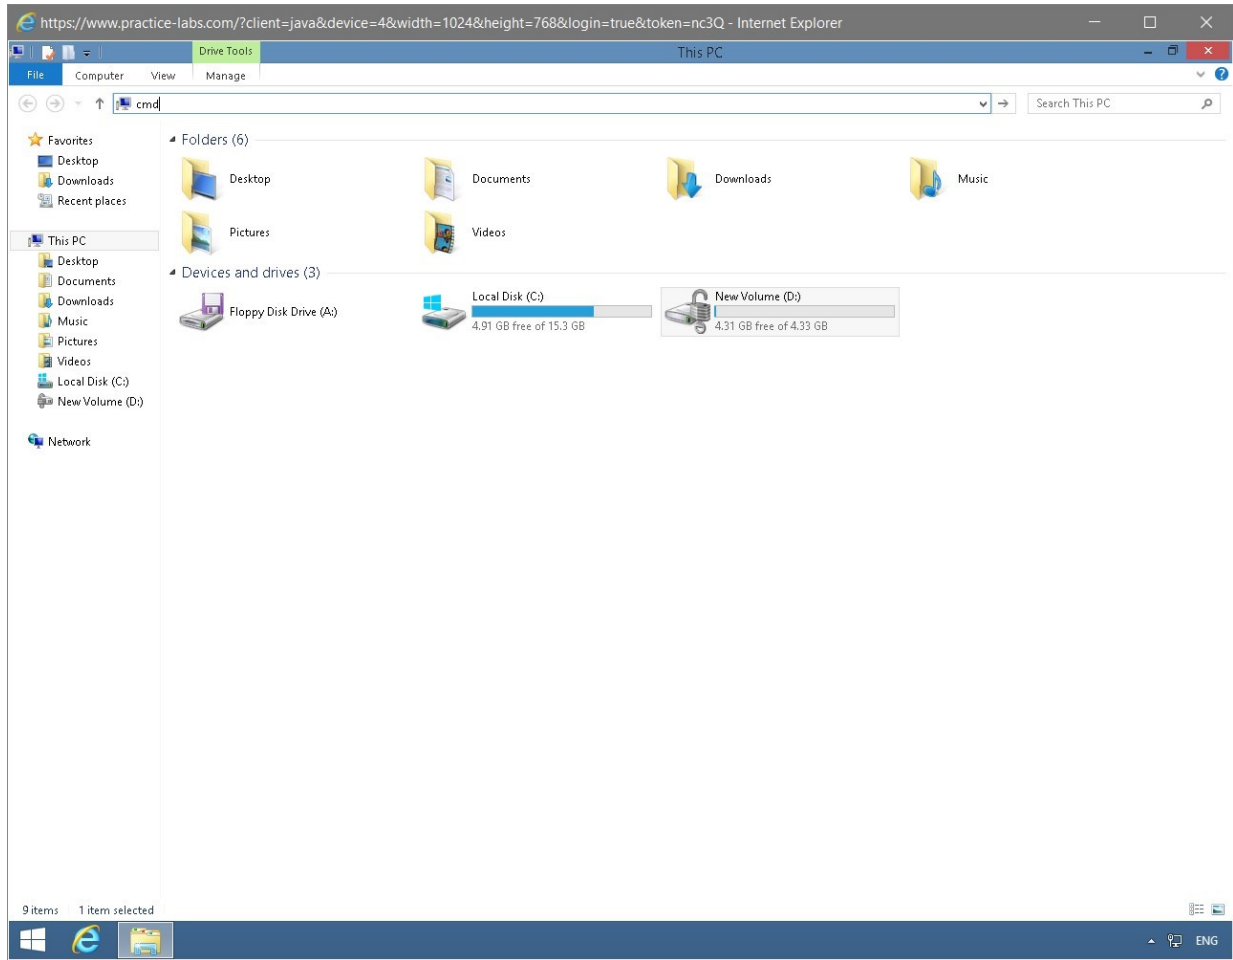 https://www.practice-labs.com/?client=java&device=4&width=1024&height=768&login=true&token=nc3Q - Internet Explorer
Drive Tools
This PC
File
Computer
View
Manage
cmd
Search This PC
Favorites
Desktop
Downloads
Recent places
This PC
Desktop
Documents
Downloads
Music
Pictures
Videos
Local Disk (C:)
New Volume (D:)
Network
Folders (6)
Desktop
Documents
Downloads
Music
Pictures
Videos
Devices and drives (3)
Floppy Disk Drive (A:)
Local Disk (C:)
4.91 GB free of 15.3 GB
New Volume (D:)
4.31 GB free of 4.33 GB
9 items
1 item selected
ENG